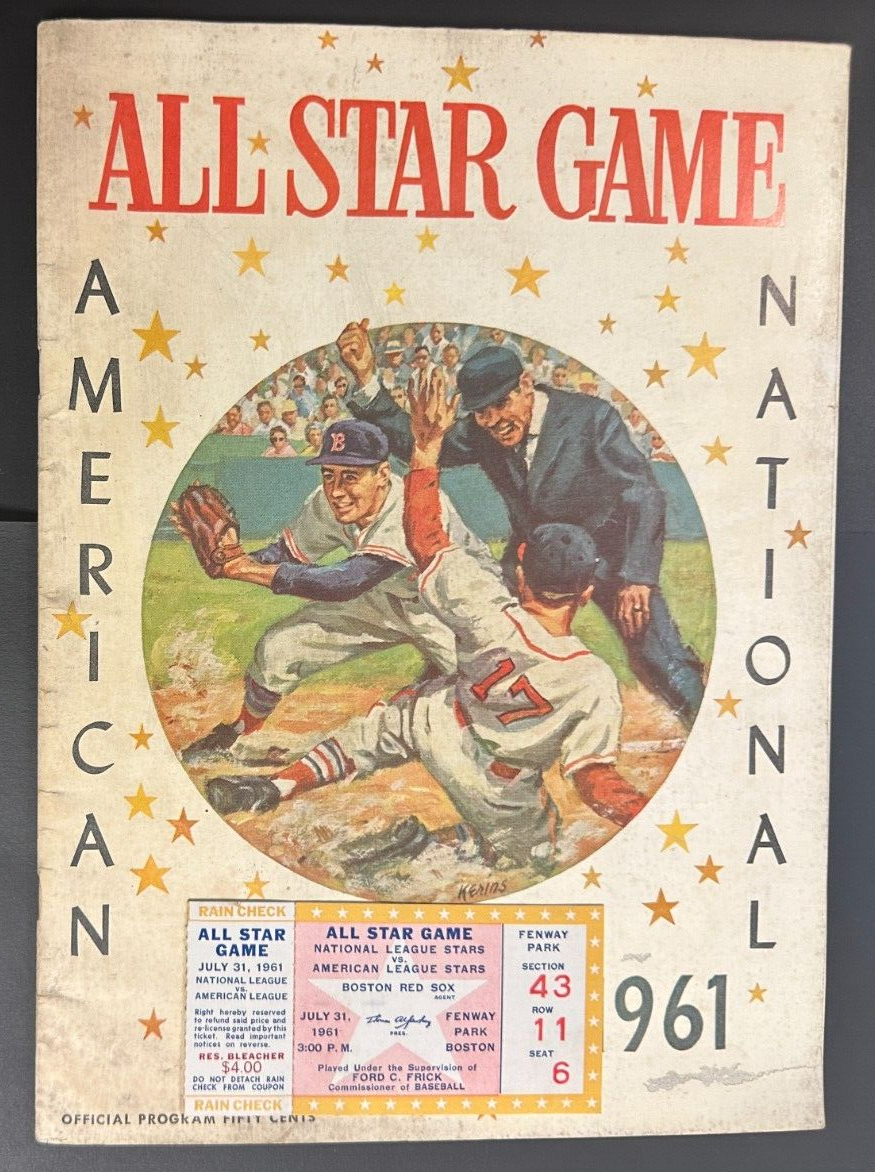 ALL STAR GAME
AMERICAN
NATIONAL
B
17
Kerins
RAIN CHECK
ALL STAR
GAME
JULY 31, 1961
NATIONAL LEAGUE
vs.
AMERICAN LEAGUE
Right hereby reserved
to refund said price and
re-license granted by this
ticket. Read important
notices on reverse.
RES. BLEACHER
$4.00
DO NOT DETACH RAIN
CHECK FROM COUPON
RAIN CHECK
ALL STAR GAME
NATIONAL LEAGUE STARS
vs.
AMERICAN LEAGUE STARS
BOSTON RED SOX
AGENT
JULY 31,
1961
3:00 P. M.
PRES.
FENWAY
PARK
BOSTON
Played Under the Supervision of
FORD C. FRICK
Commissioner of BASEBALL
FENWAY
PARK
SECTION
43
ROW
11
SEAT
6
961
OFFICIAL PROGRAM FIFTY CENTS